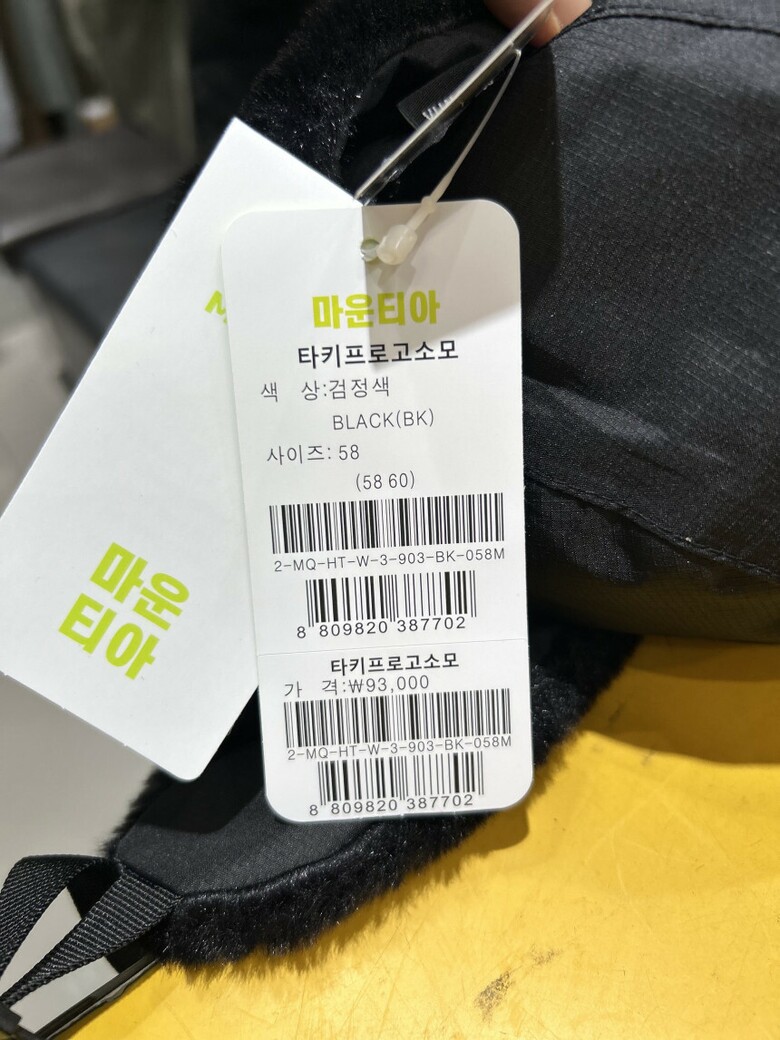 마운티아
타키프로고소모
색 상:검정색
BLACK(BK)
사이즈: 58
(58 60)
2-MQ-HT-W-3-903-BK-058M
8 809820 387702
타키프로고소모
가 격:₩93,000
2-MQ-HT-W-3-903-BK-058M
8 809820 387702
마운
티아